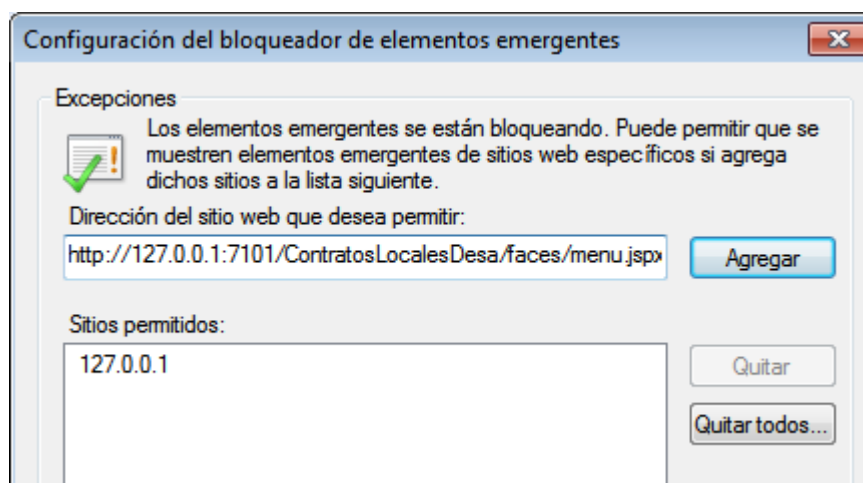 Configuración del bloqueador de elementos emergentes
Excepciones
Los elementos emergentes se están bloqueando. Puede permitir que se
muestren elementos emergentes de sitios web específicos si agrega
dichos sitios a la lista siguiente.
Dirección del sitio web que desea permitir:
http://127.0.0.1:7101/ContratosLocalesDesa/faces/menu.jspx
Agregar
Sitios permitidos:
127.0.0.1
Quitar
Quitar todos...